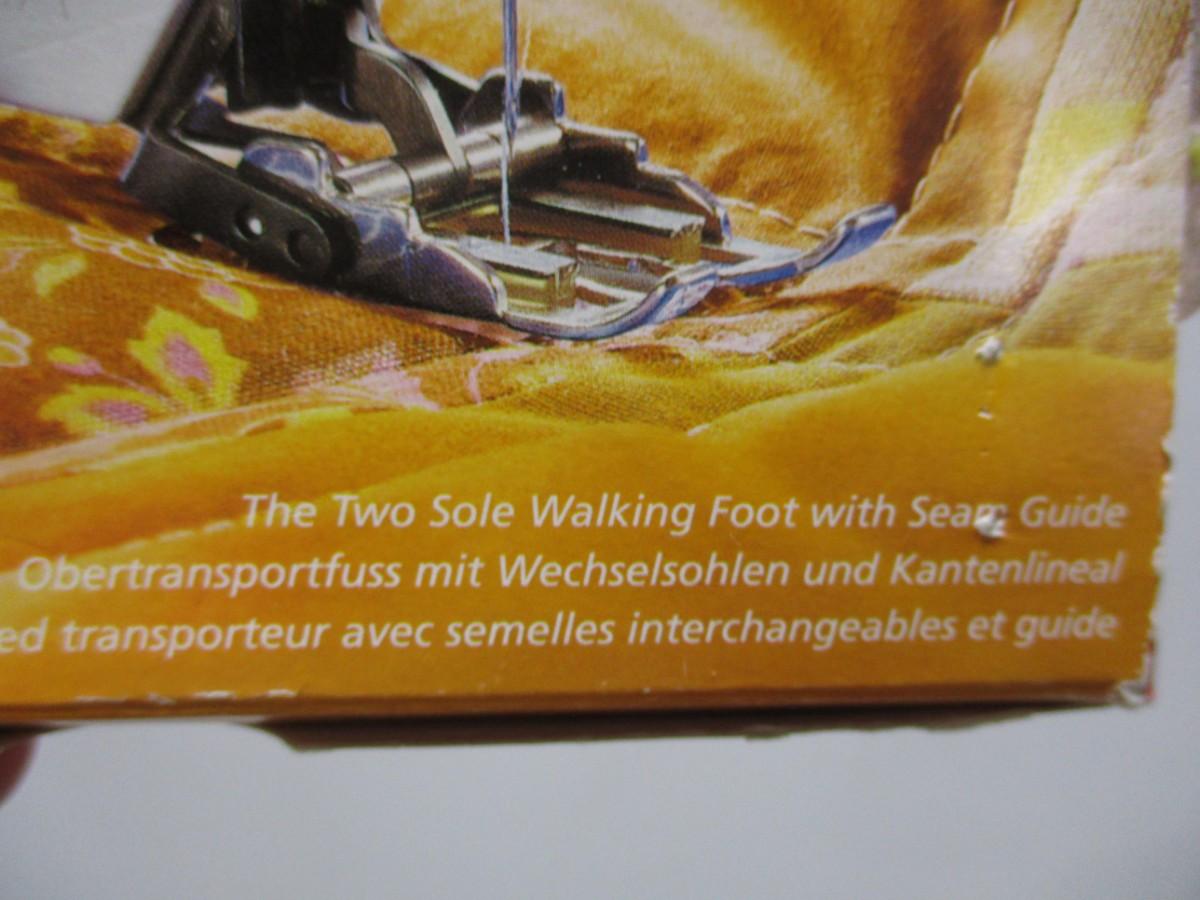 The Two Sole Walking Foot with Seam Guide
Obertransportfuss mit Wechselsohlen und Kantenlineal
ed transporteur avec semelles interchangeables et guide